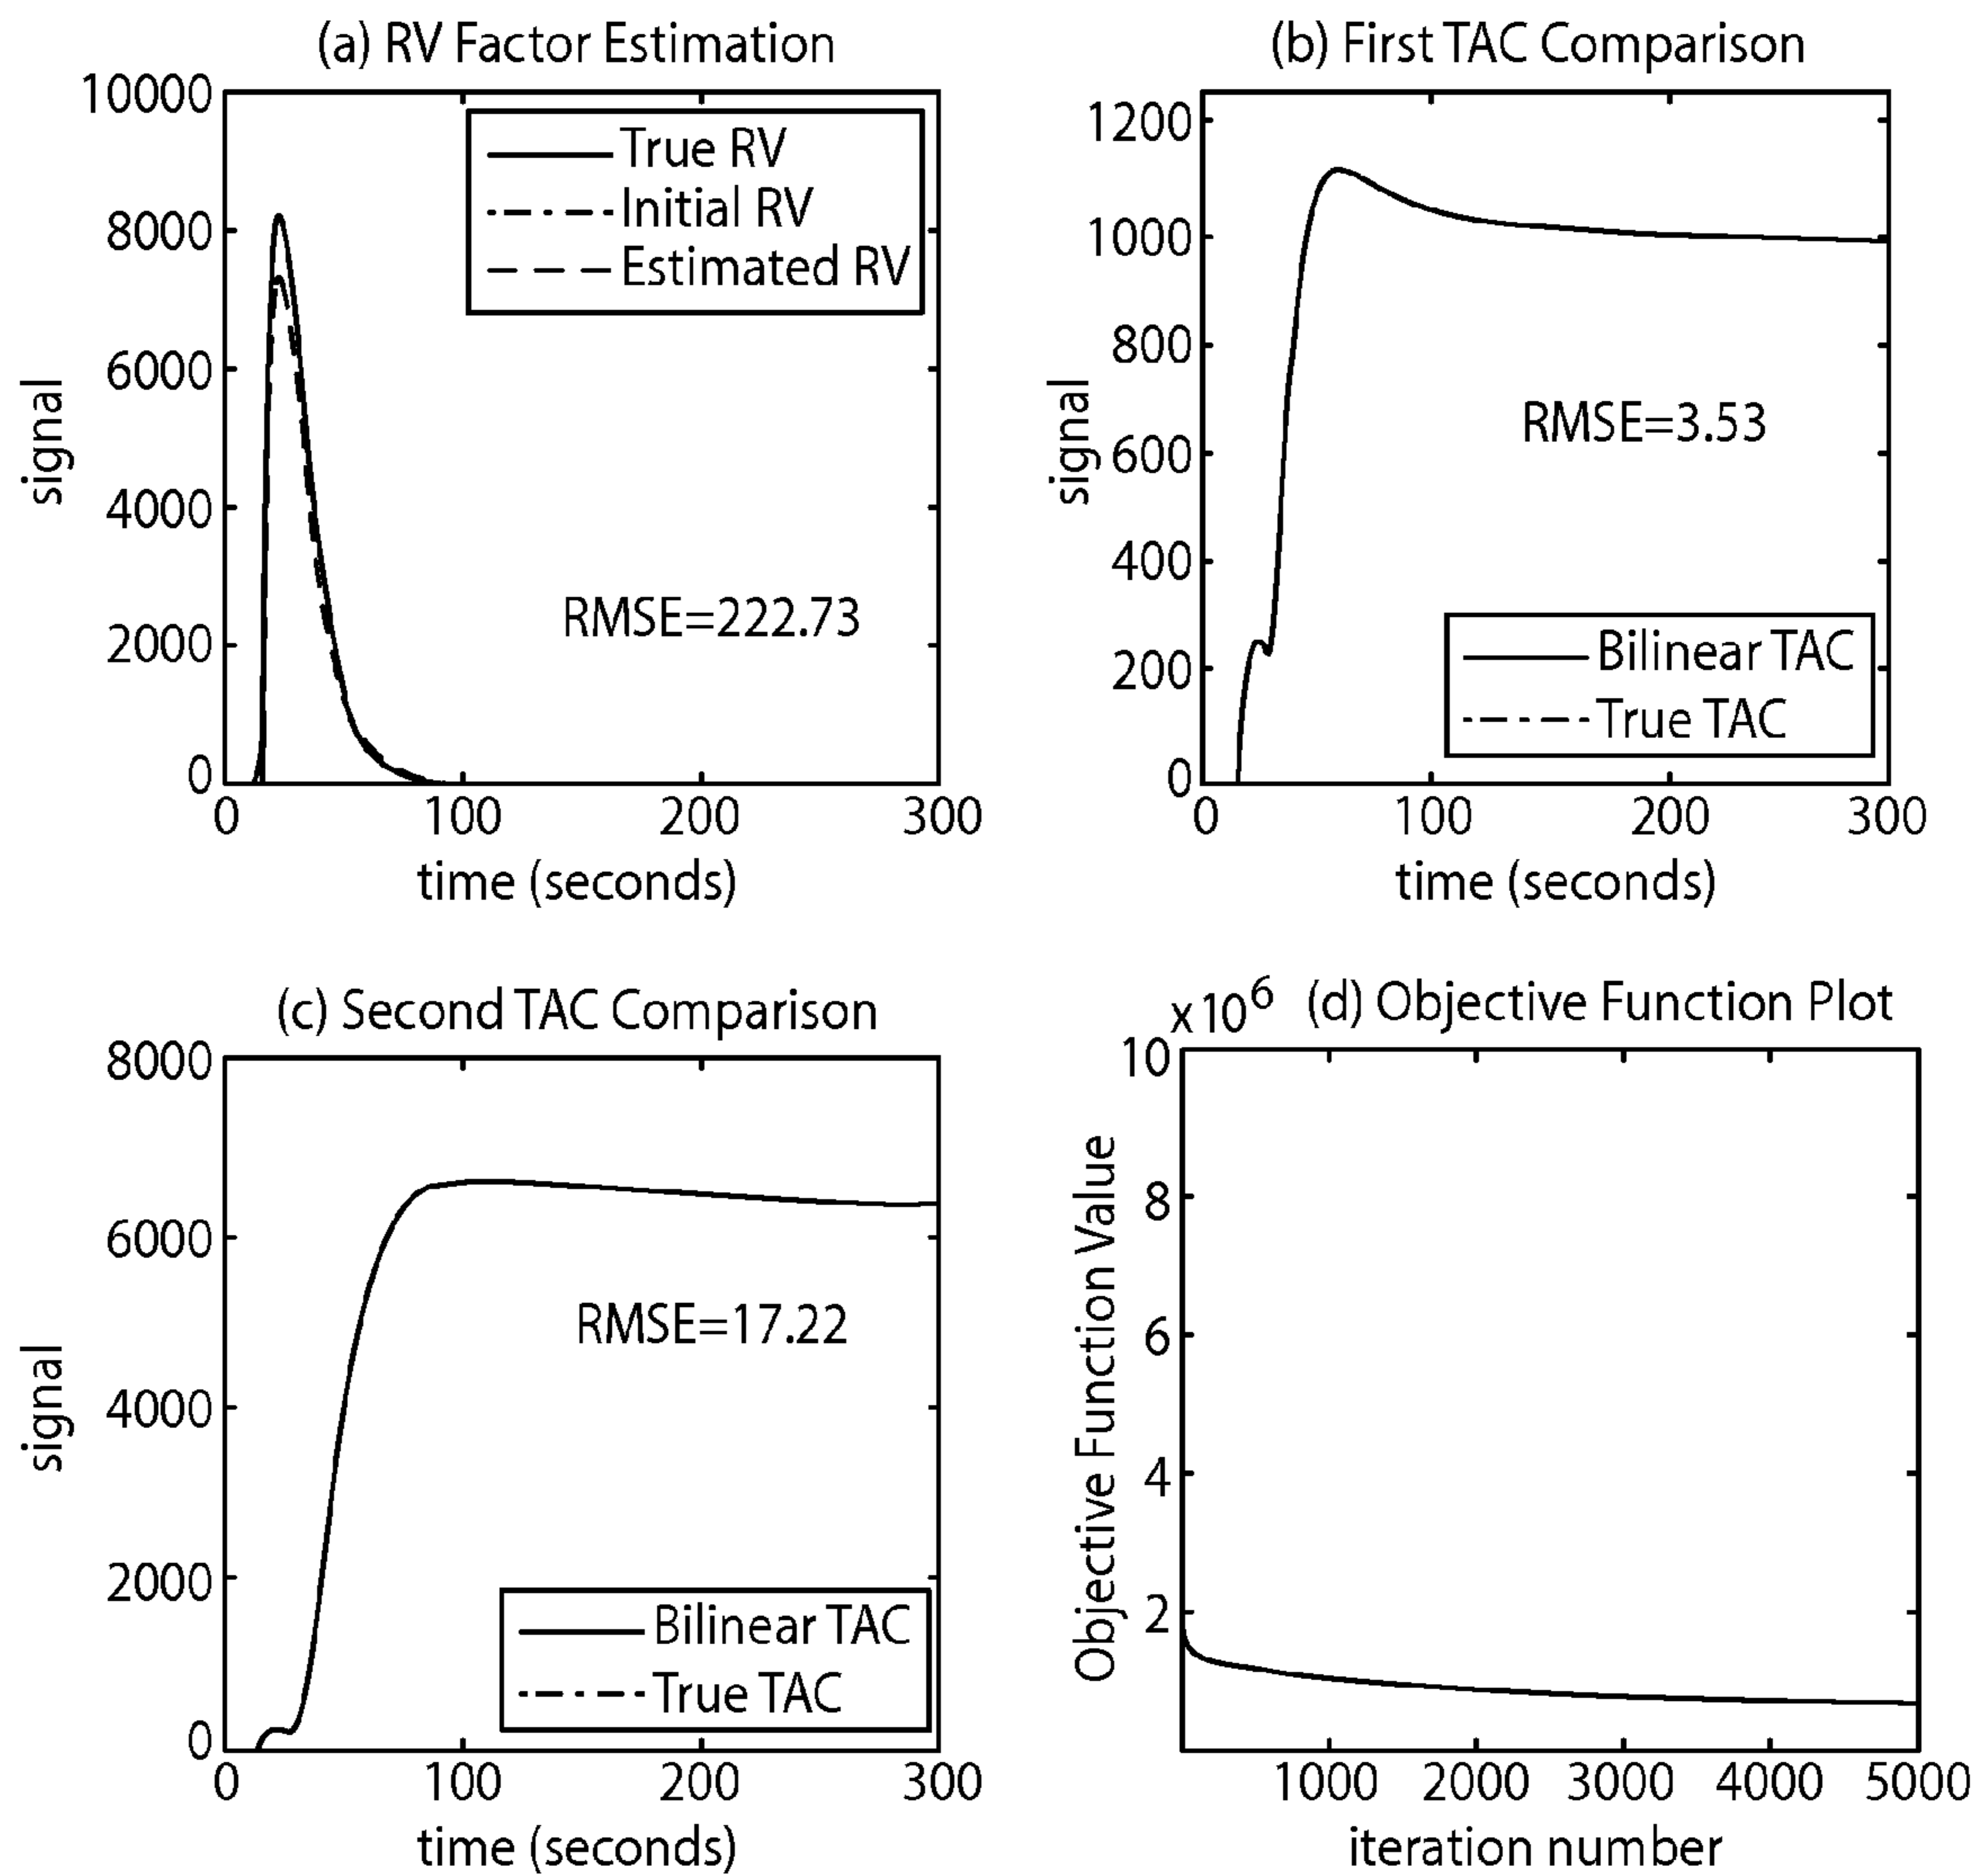 (a) RV Factor Estimation
10000
8000
6000
4000
2000
0
signal
True RV
Initial RV
Estimated RV
RMSE=222.73
0 100 200 300
time (seconds)
(b) First TAC Comparison
1200
1000
800
600
400
200
0
signal
RMSE=3.53
Bilinear TAC
True TAC
0 100 200 300
time (seconds)
(c) Second TAC Comparison
8000
6000
4000
2000
0
signal
RMSE=17.22
Bilinear TAC
True TAC
0 100 200 300
time (seconds)
x10⁶ (d) Objective Function Plot
10
8
6
4
2
Objective Function Value
1000 2000 3000 4000 5000
iteration number